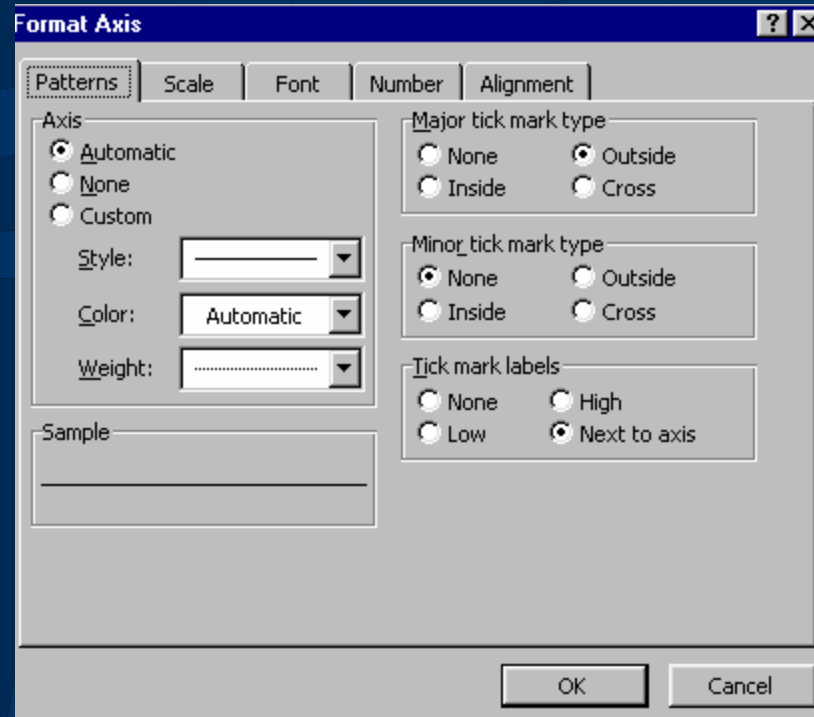 Format Axis
Patterns Scale Font Number Alignment
Axis
Automatic
None
Custom
Style:
Color: Automatic
Weight:
Sample
Major tick mark type
None Outside
Inside Cross
Minor tick mark type
None Outside
Inside Cross
Tick mark labels
None High
Low Next to axis
OK Cancel